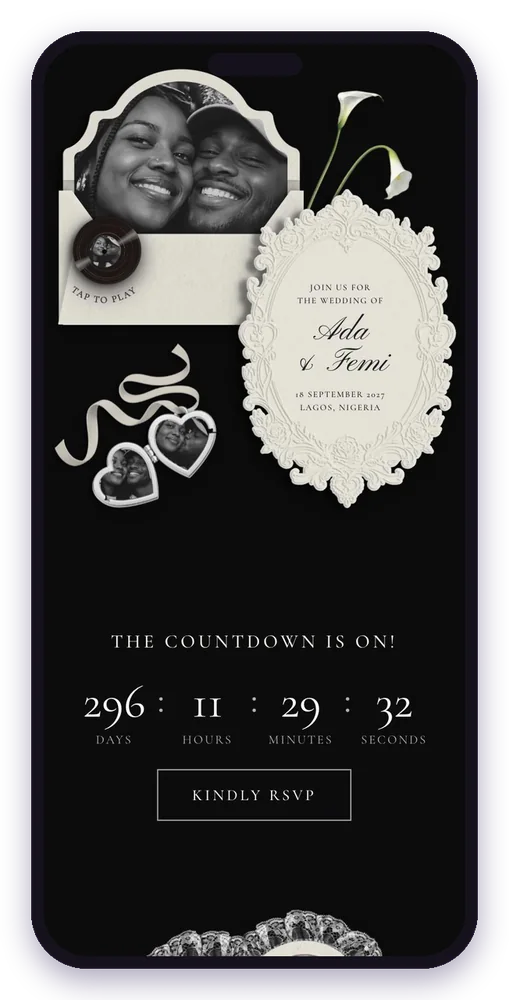 TAP TO PLAY
JOIN US FOR
THE WEDDING OF
Ada
& Femi
18 SEPTEMBER 2027
LAGOS, NIGERIA
THE COUNTDOWN IS ON!
296 : 11 : 29 : 32
DAYS HOURS MINUTES SECONDS
KINDLY RSVP